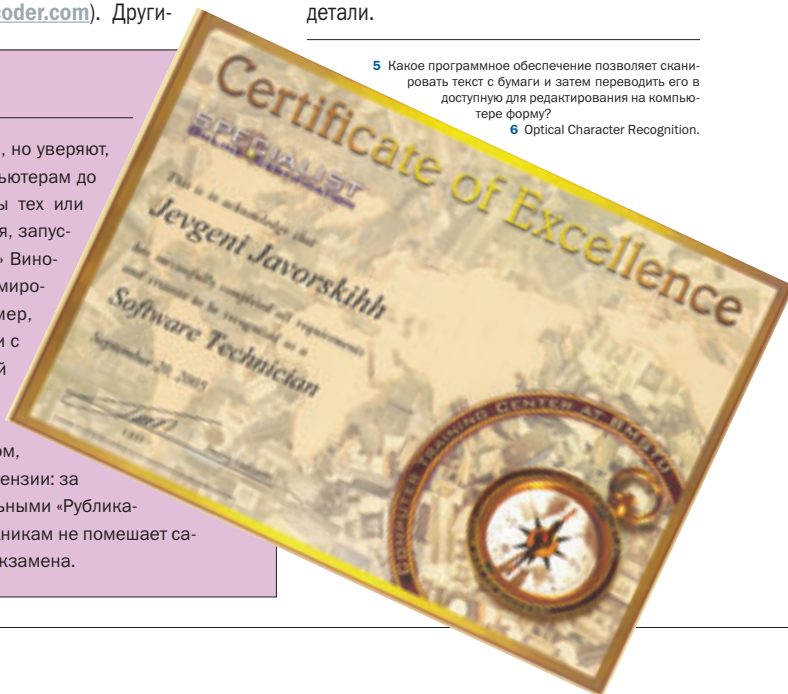 coder.com). Други-
детали.
5 Какое программное обеспечение позволяет скани-
ровать текст с бумаги и затем переводить его в
доступную для редактирования на компью-
тере форму?
6 Optical Character Recognition.
, но уверяют,
ьютерам до
ы тех или
я, запус-
» Вино-
миро-
мер,
и с
й
ом,
ензии: за
ьными «Рублика-
никам не помешает са-
кзамена.
Certificate of Excellence
SPECIALIST
ONLINE CERTIFICATION
This is to acknowledge that
Jevgeni Javorskihh
has successfully completed all requirements
and is to be recognized as a
Software Technician
September 20, 2005
COMPUTER TRAINING CENTER AT BMSTU